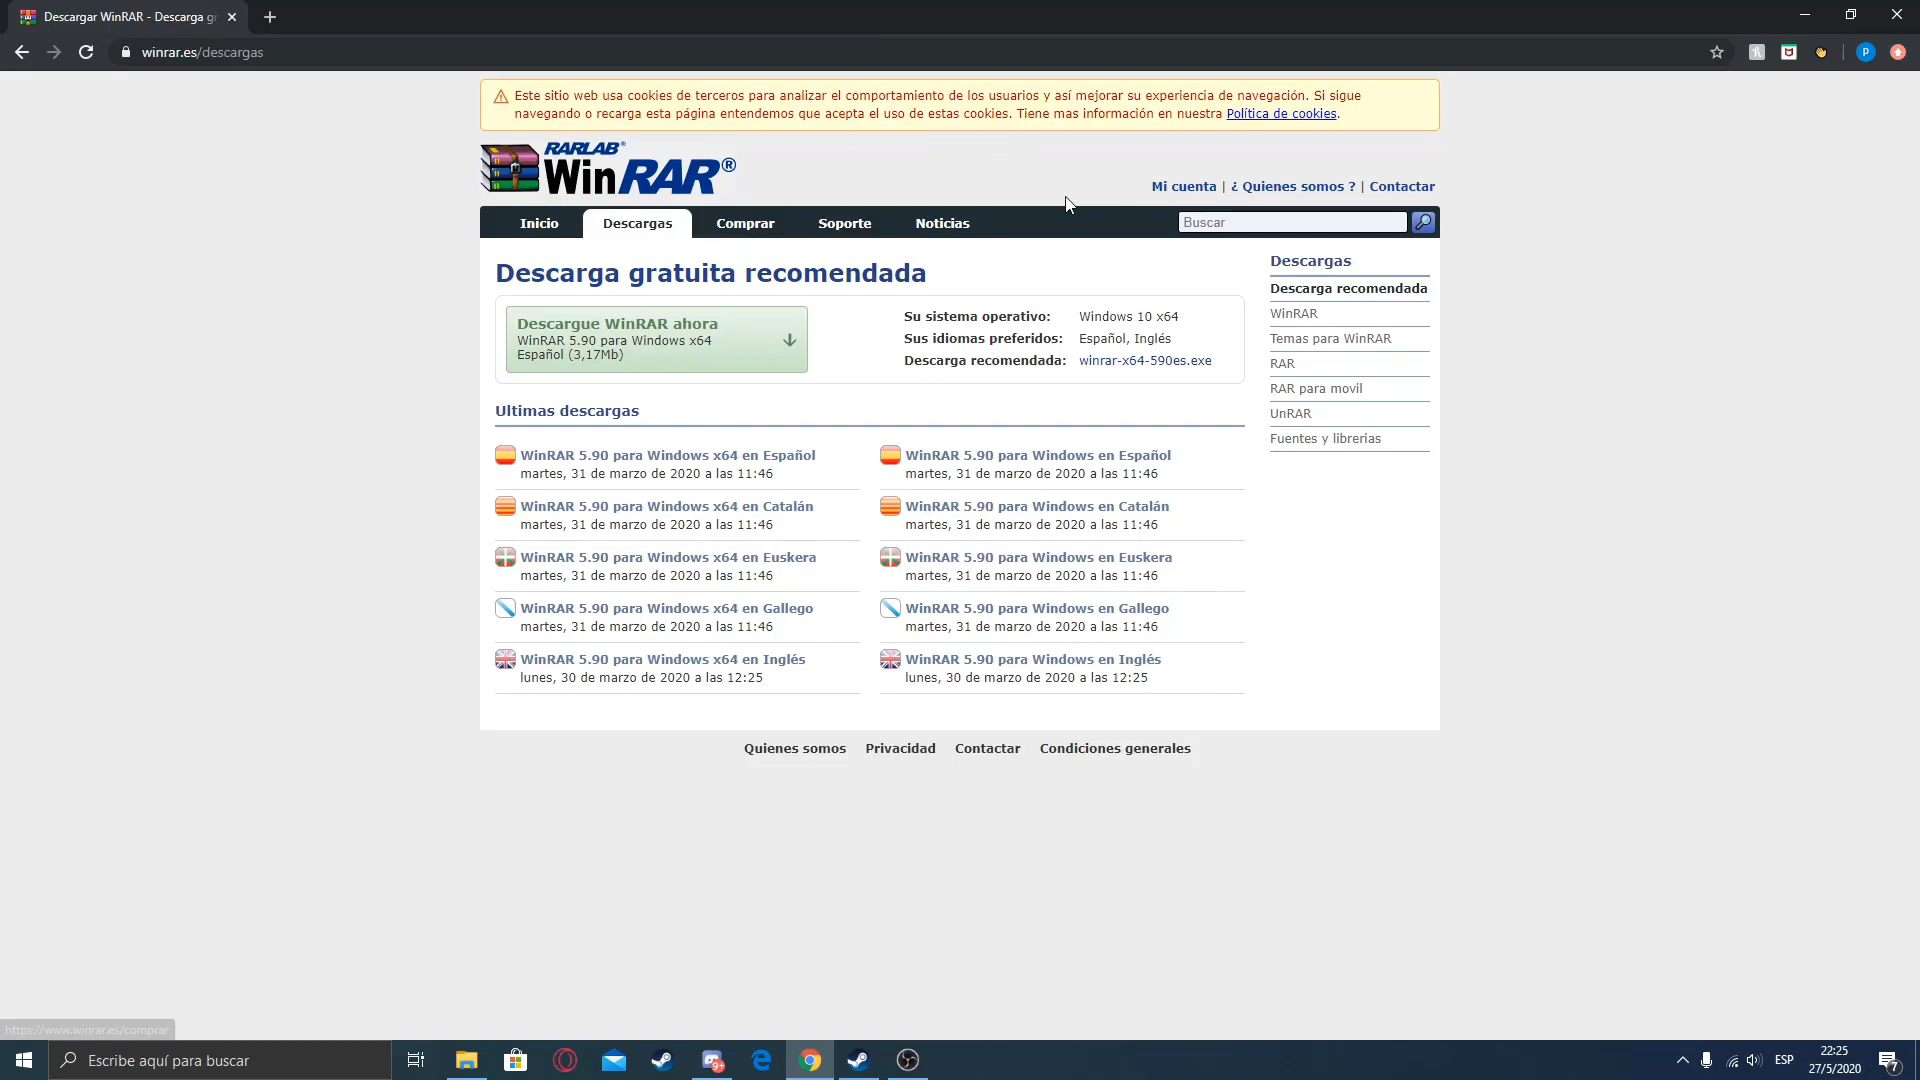 Descargar WinRAR - Descarga gr
winrar.es/descargas
P
Este sitio web usa cookies de terceros para analizar el comportamiento de los usuarios y así mejorar su experiencia de navegación. Si sigue
navegando o recarga esta página entendemos que acepta el uso de estas cookies. Tiene mas información en nuestra Política de cookies.
RARLAB®
WinRAR®
Mi cuenta | ¿ Quienes somos ? | Contactar
Inicio Descargas Comprar Soporte Noticias Buscar
Descarga gratuita recomendada
Descargue WinRAR ahora
WinRAR 5.90 para Windows x64
Español (3,17Mb)
Su sistema operativo: Windows 10 x64
Sus idiomas preferidos: Español, Inglés
Descarga recomendada: winrar-x64-590es.exe
Ultimas descargas
WinRAR 5.90 para Windows x64 en Español
martes, 31 de marzo de 2020 a las 11:46
WinRAR 5.90 para Windows en Español
martes, 31 de marzo de 2020 a las 11:46
WinRAR 5.90 para Windows x64 en Catalán
martes, 31 de marzo de 2020 a las 11:46
WinRAR 5.90 para Windows en Catalán
martes, 31 de marzo de 2020 a las 11:46
WinRAR 5.90 para Windows x64 en Euskera
martes, 31 de marzo de 2020 a las 11:46
WinRAR 5.90 para Windows en Euskera
martes, 31 de marzo de 2020 a las 11:46
WinRAR 5.90 para Windows x64 en Gallego
martes, 31 de marzo de 2020 a las 11:46
WinRAR 5.90 para Windows en Gallego
martes, 31 de marzo de 2020 a las 11:46
WinRAR 5.90 para Windows x64 en Inglés
lunes, 30 de marzo de 2020 a las 12:25
WinRAR 5.90 para Windows en Inglés
lunes, 30 de marzo de 2020 a las 12:25
Descargas
Descarga recomendada
WinRAR
Temas para WinRAR
RAR
RAR para movil
UnRAR
Fuentes y librerias
Quienes somos Privacidad Contactar Condiciones generales
https://www.winrar.es/comprar
Escribe aquí para buscar
9+
ESP
22:25
27/5/2020
7